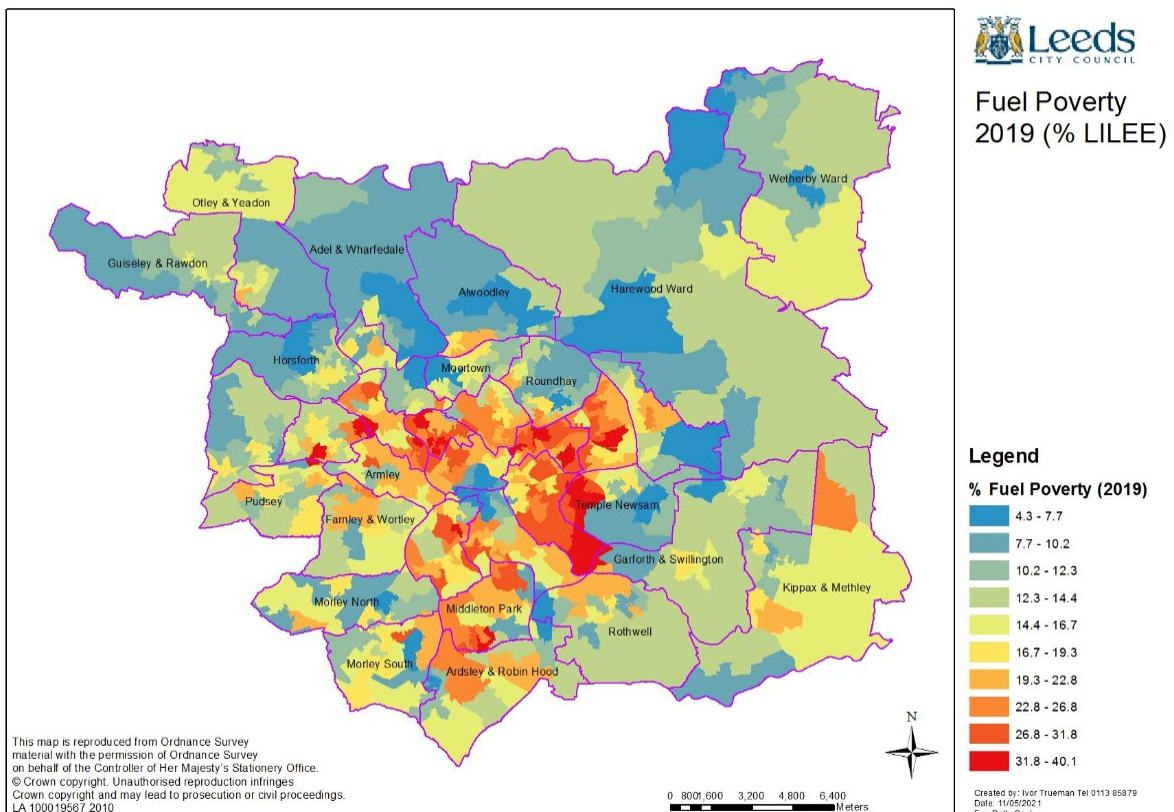 Leeds
CITY COUNCIL
Fuel Poverty
2019 (% LILEE)
Wetherby Ward
Otley & Yeadon
Adel & Wharfedale
Guiseley & Rawdon
Alwoodley
Harewood Ward
Horsforth
Moortown
Roundhay
Armley
Pudsey
Temple Newsam
Farnley & Wortley
Garforth & Swillington
Kippax & Methley
Morley North
Middleton Park
Rothwell
Morley South
Ardsley & Robin Hood
Legend
% Fuel Poverty (2019)
4.3 - 7.7
7.7 - 10.2
10.2 - 12.3
12.3 - 14.4
14.4 - 16.7
16.7 - 19.3
19.3 - 22.8
22.8 - 26.8
26.8 - 31.8
31.8 - 40.1
N
This map is reproduced from Ordnance Survey
material with the permission of Ordnance Survey
on behalf of the Controller of Her Majesty's Stationery Office.
© Crown copyright. Unauthorised reproduction infringes
Crown copyright and may lead to prosecution or civil proceedings.
LA 100019567 2010
0 800 1,600 3,200 4,800 6,400
Meters
Created by: Ivor Trueman Tel 0113 85879
Date: 11/05/2021